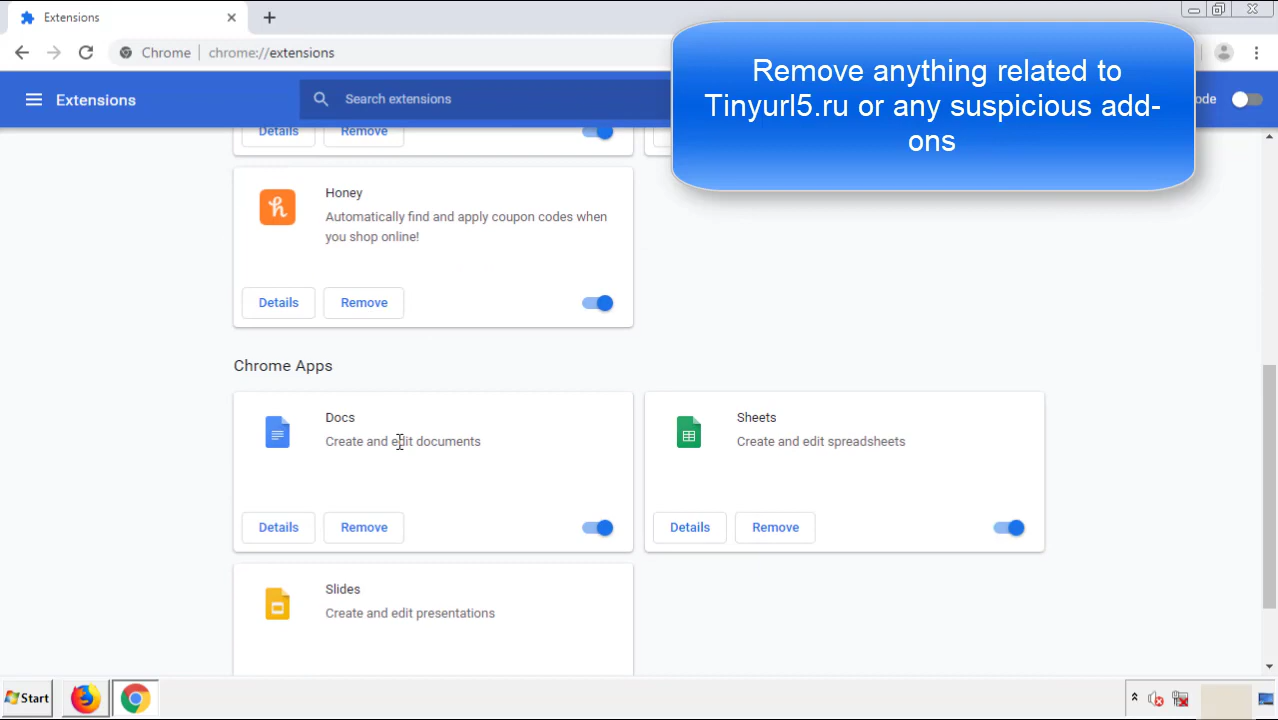 Extensions
Chrome
chrome://extensions
Extensions
Search extensions
ode
Remove anything related to
Tinyurl5.ru or any suspicious add-
ons
Details
Remove
Honey
Automatically find and apply coupon codes when
you shop online!
Details
Remove
Chrome Apps
Docs
Create and edit documents
Details
Remove
Sheets
Create and edit spreadsheets
Details
Remove
Slides
Create and edit presentations
Start